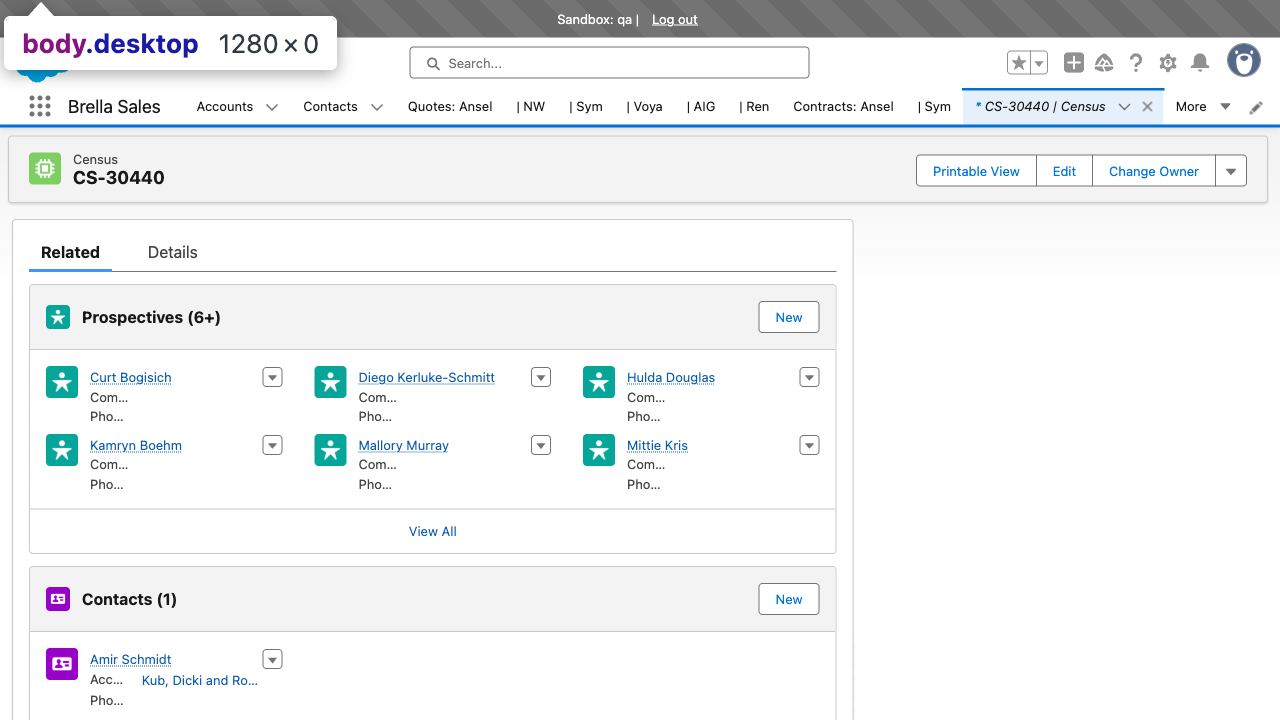 Sandbox: qa | Log out
body.desktop 1280 × 0
Search...
Brella Sales
Accounts
Contacts
Quotes: Ansel
| NW
| Sym
| Voya
| AIG
| Ren
Contracts: Ansel
| Sym
* CS-30440 | Census
More
Census
CS-30440
Printable View
Edit
Change Owner
Related
Details
Prospectives (6+)
New
Curt Bogisich
Com...
Pho...
Diego Kerluke-Schmitt
Com...
Pho...
Hulda Douglas
Com...
Pho...
Kamryn Boehm
Com...
Pho...
Mallory Murray
Com...
Pho...
Mittie Kris
Com...
Pho...
View All
Contacts (1)
New
Amir Schmidt
Acc... Kub, Dicki and Ro...
Pho...